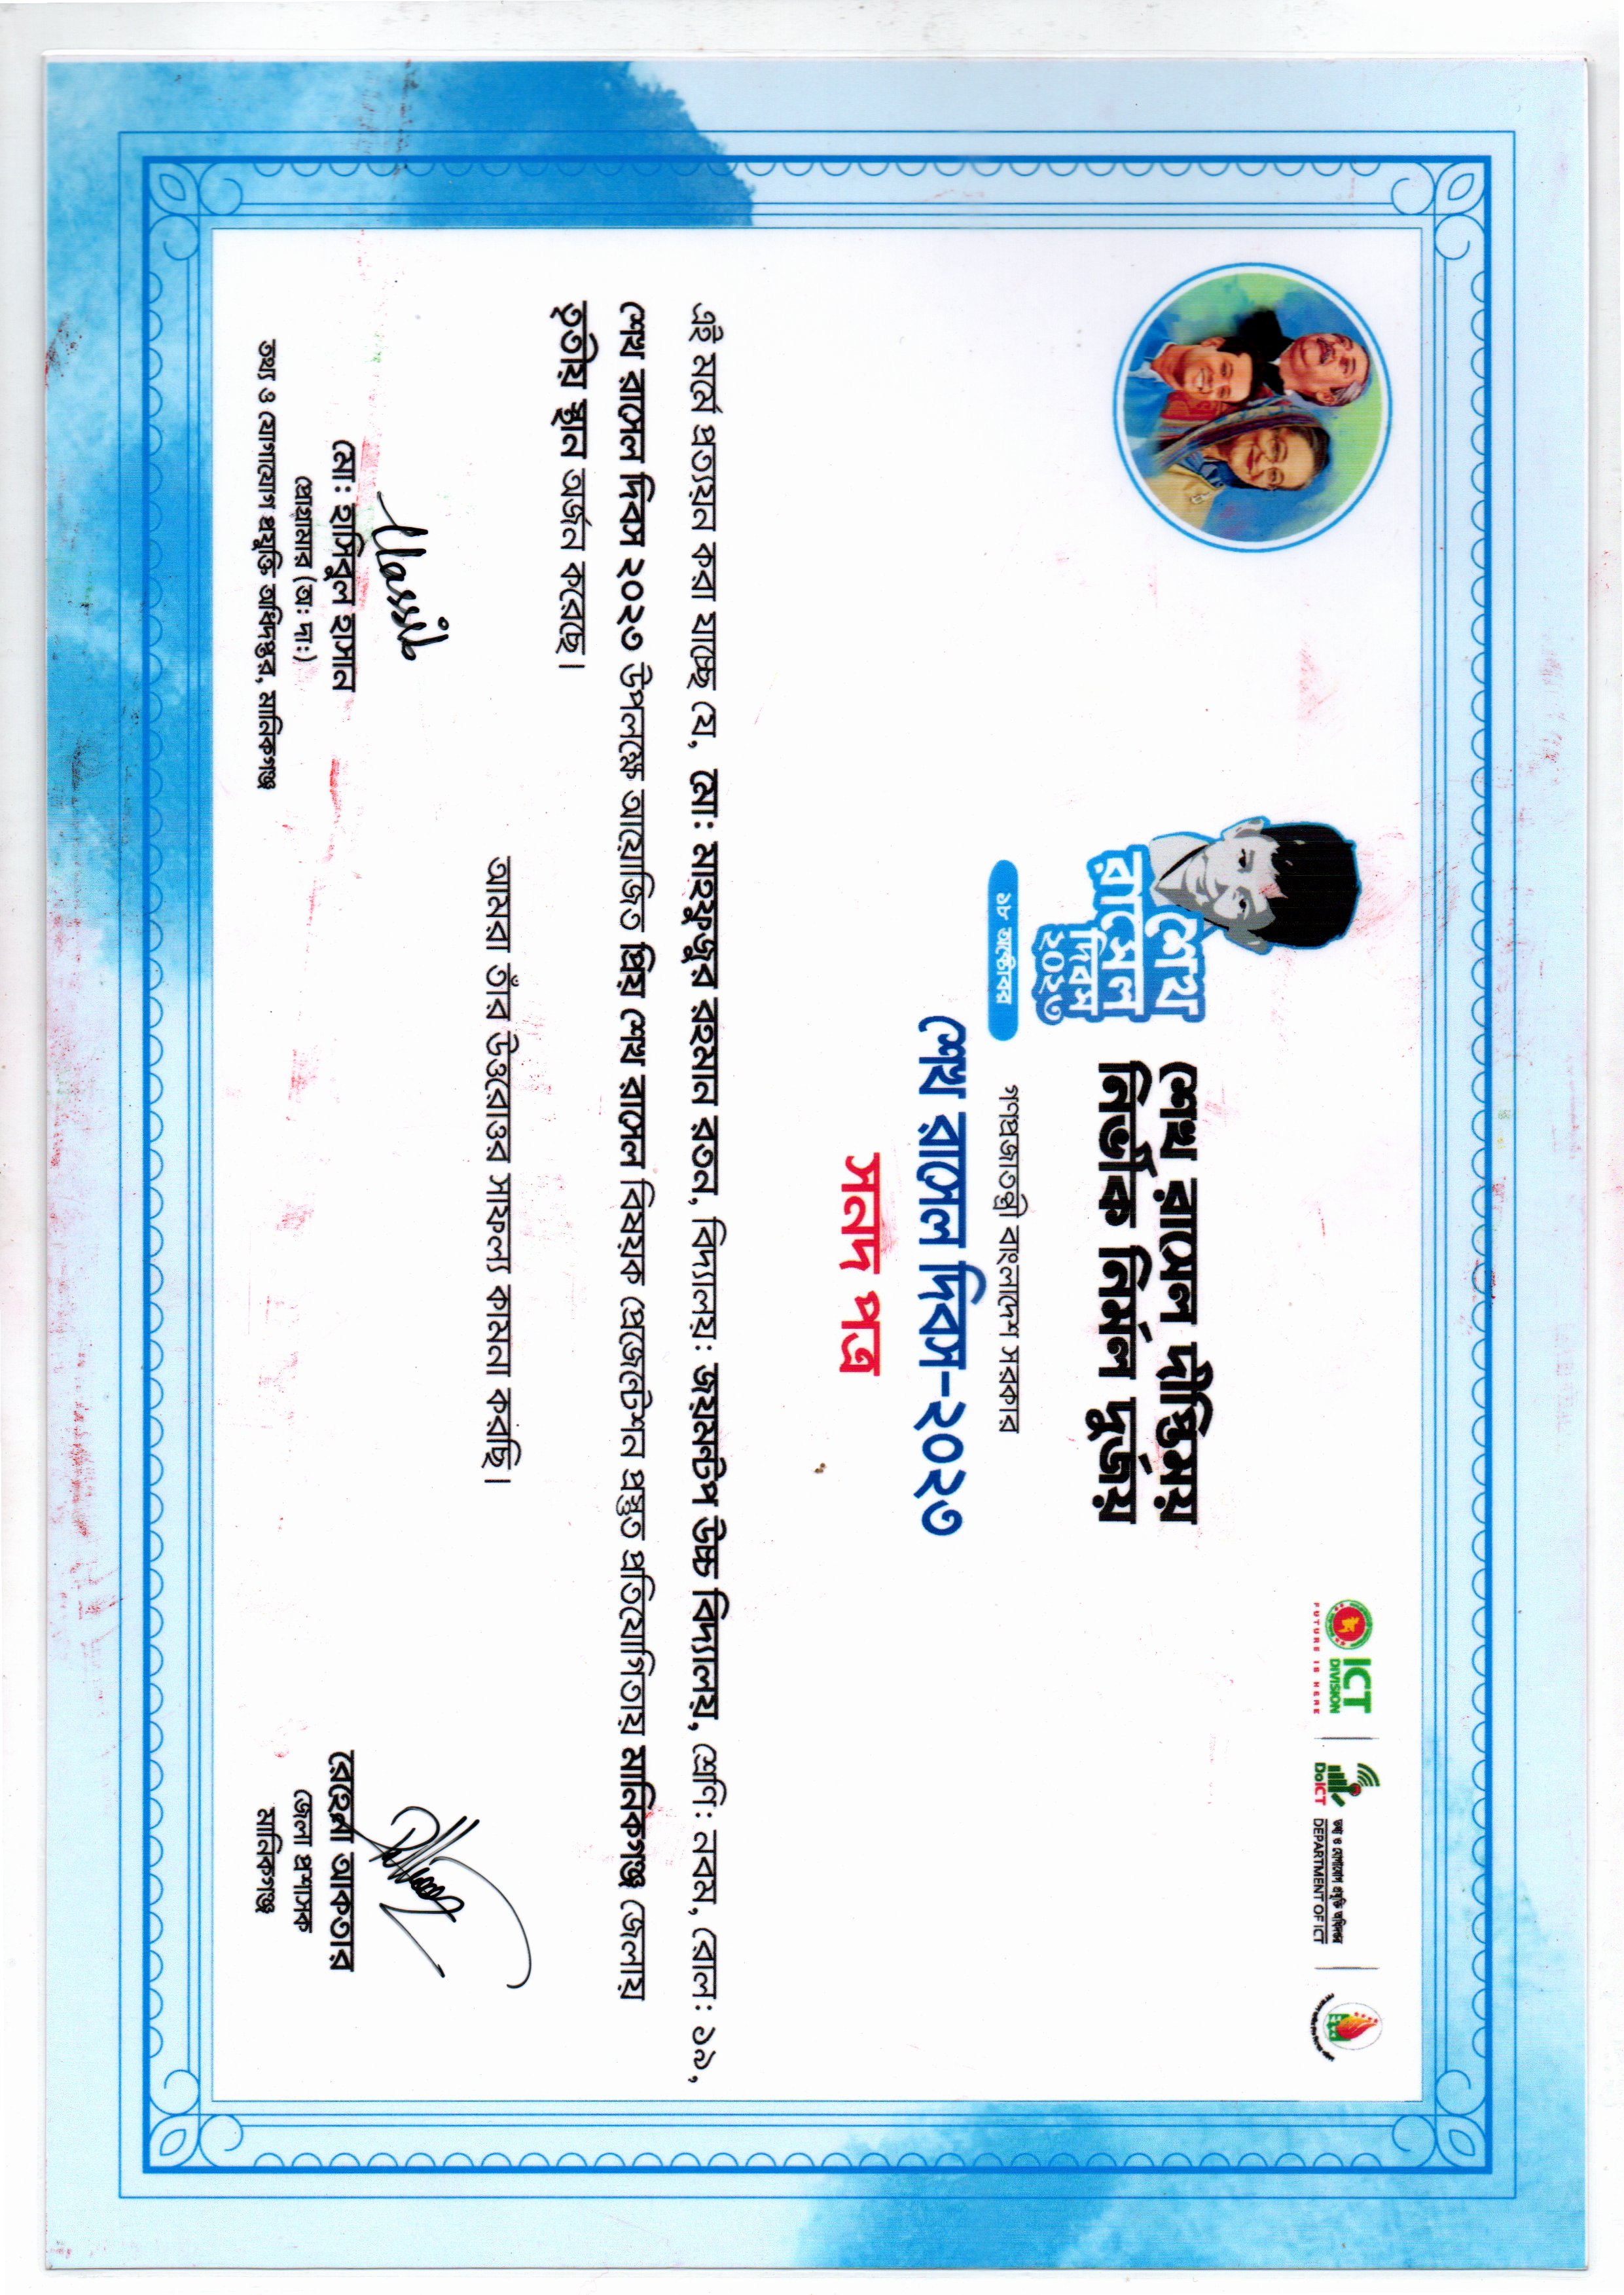 ICT
DIVISION
FUTURE IS HERE
DoICT
তথ্য ও যোগাযোগ প্রযুক্তি অধিদপ্তর
DEPARTMENT OF ICT
শেখ
রাসেল
দিবস
২০২৩
১৮ অক্টোবর
শেখ রাসেল দীপ্তিময়
নির্ভীক নির্মল দুর্জয়
গণপ্রজাতন্ত্রী বাংলাদেশ সরকার
শেখ রাসেল দিবস-২০২৩
সনদ পত্র
এই মর্মে প্রত্যয়ন করা যাচ্ছে যে, মো: মাহফুজুর রহমান রতন, বিদ্যালয়: জয়মন্টপ উচ্চ বিদ্যালয়, শ্রেণি: নবম, রোল: ১৯,
শেখ রাসেল দিবস ২০২৩ উপলক্ষে আয়োজিত প্রিয় শেখ রাসেল বিষয়ক প্রেজেন্টেশন প্রস্তুত প্রতিযোগিতায় মানিকগঞ্জ জেলায়
তৃতীয় স্থান অর্জন করেছে।
আমরা তাঁর উত্তরোত্তর সাফল্য কামনা করছি।
Hassib
মো: হাসিবুল হাসান
প্রোগ্রামার (অ: দা:)
তথ্য ও যোগাযোগ প্রযুক্তি অধিদপ্তর, মানিকগঞ্জ
রেহেনা আকতার
জেলা প্রশাসক
মানিকগঞ্জ